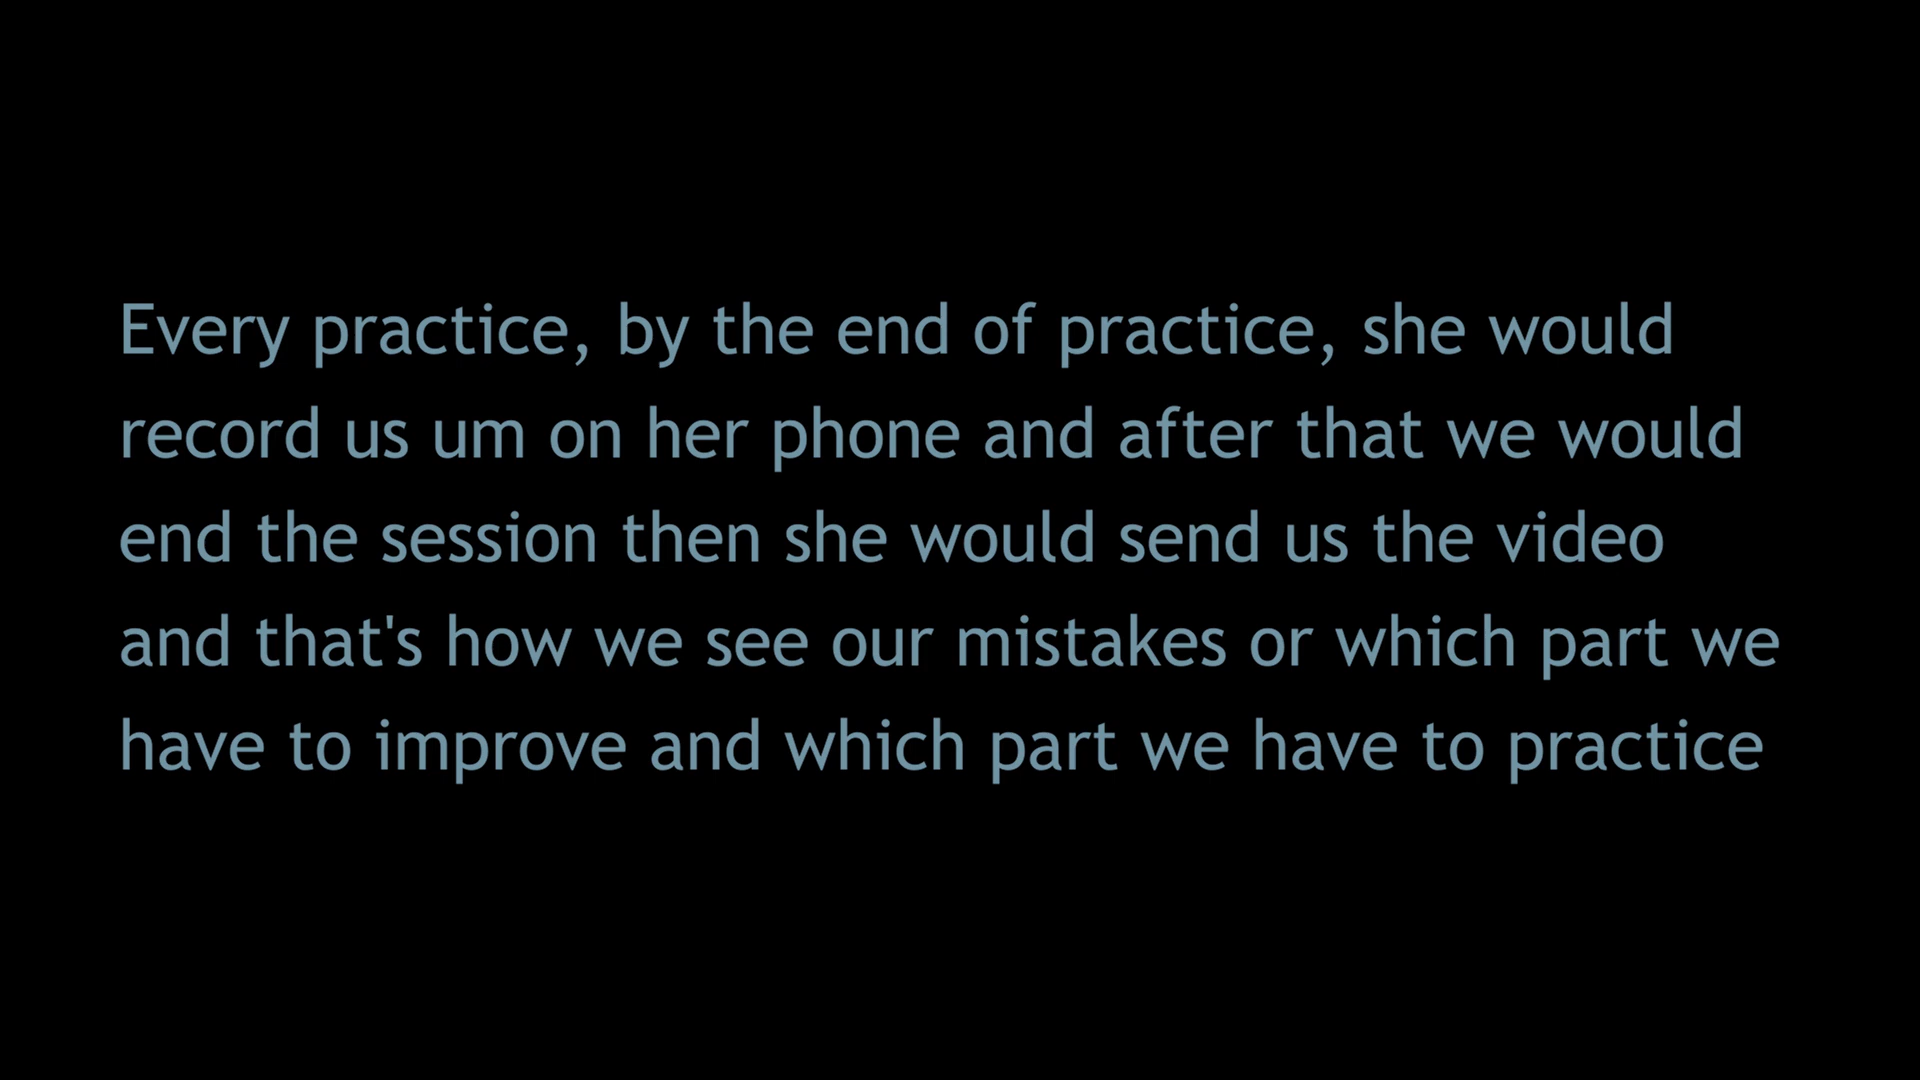 Every practice, by the end of practice, she would
record us um on her phone and after that we would
end the session then she would send us the video
and that's how we see our mistakes or which part we
have to improve and which part we have to practice